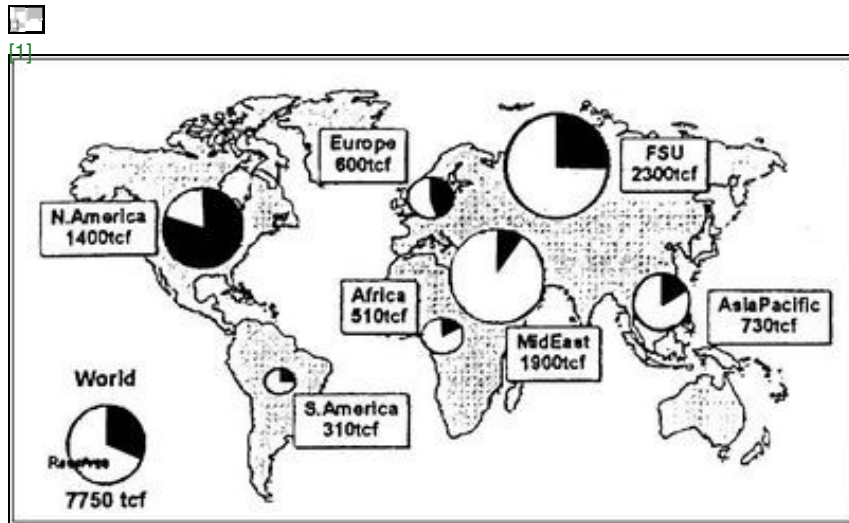 [1]
Europe
600tcf
FSU
2300tcf
N.America
1400tcf
Africa
510tcf
AsiaPacific
730tcf
MidEast
1900tcf
World
S.America
310tcf
7750 tcf